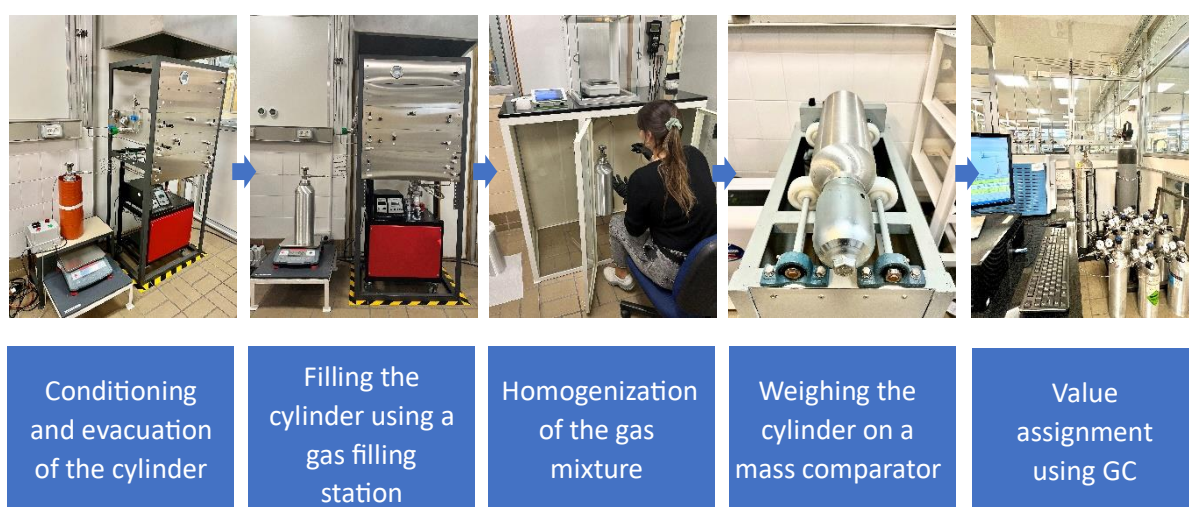 Conditioning
and evacuation
of the cylinder
Filling the
cylinder using a
gas filling
station
Homogenization
of the gas
mixture
Weighing the
cylinder on a
mass comparator
Value
assignment
using GC